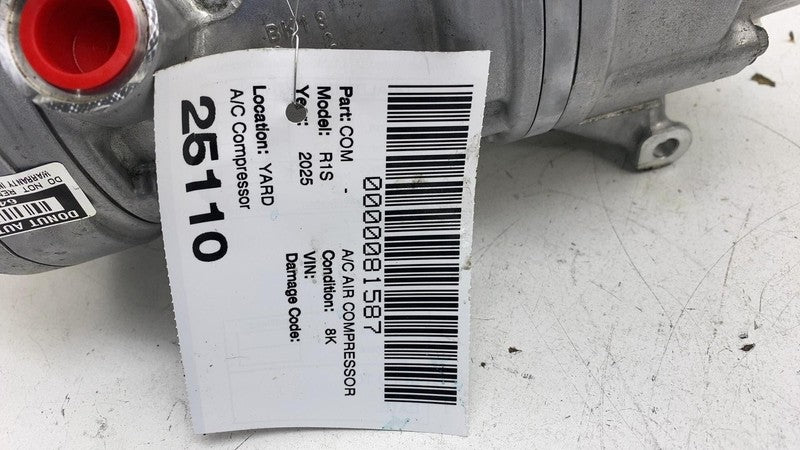 0000081587
Part: COM - A/C AIR COMPRESSOR
Model: R1S Condition: 8K
Year: 2025 VIN:
Damage Code:
Location: YARD
A/C Compressor
25110
DONUT AUT
DO NOT RE
WARRANTY